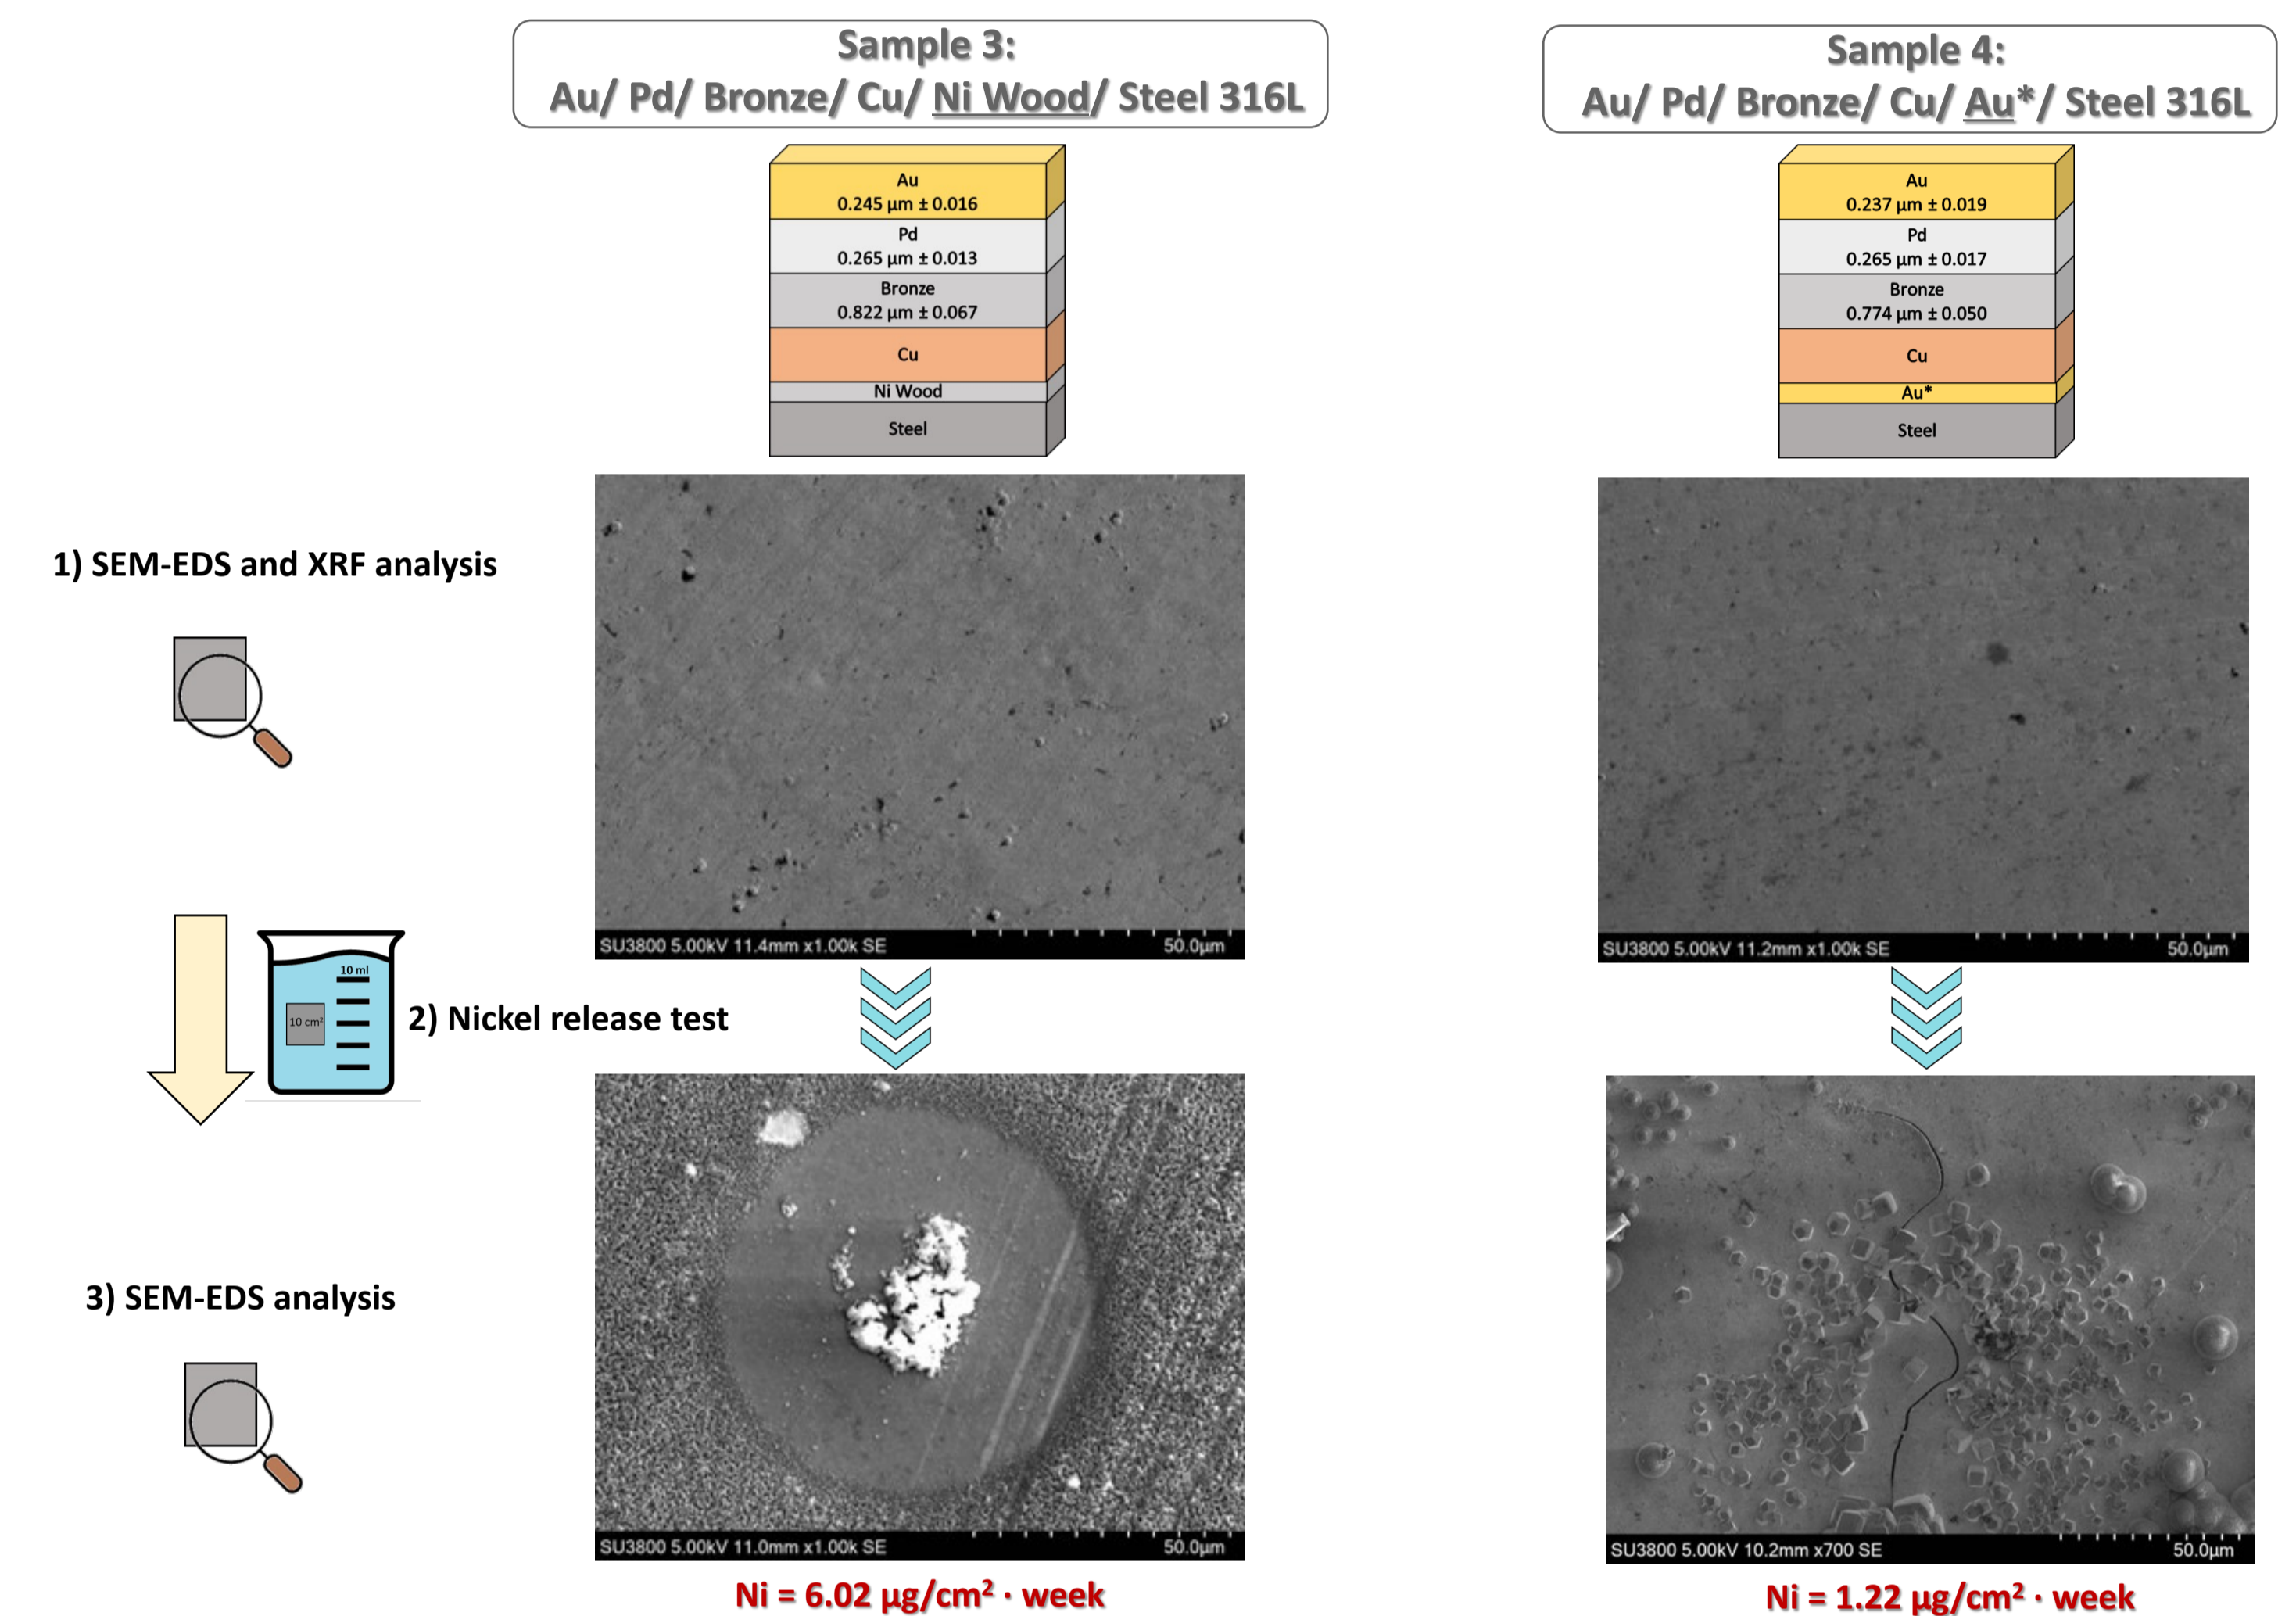 Sample 3:
Au/ Pd/ Bronze/ Cu/ Ni Wood/ Steel 316L
Sample 4:
Au/ Pd/ Bronze/ Cu/ Au*/ Steel 316L
Au
0.245 µm ± 0.016
Pd
0.265 µm ± 0.013
Bronze
0.822 µm ± 0.067
Cu
Ni Wood
Steel
Au
0.237 µm ± 0.019
Pd
0.265 µm ± 0.017
Bronze
0.774 µm ± 0.050
Cu
Au*
Steel
1) SEM-EDS and XRF analysis
SU3800 5.00kV 11.4mm x1.00k SE 50.0µm
SU3800 5.00kV 11.2mm x1.00k SE 50.0µm
10 ml
10 cm²
2) Nickel release test
3) SEM-EDS analysis
SU3800 5.00kV 11.0mm x1.00k SE 50.0µm
SU3800 5.00kV 10.2mm x700 SE 50.0µm
Ni = 6.02 µg/cm² · week
Ni = 1.22 µg/cm² · week